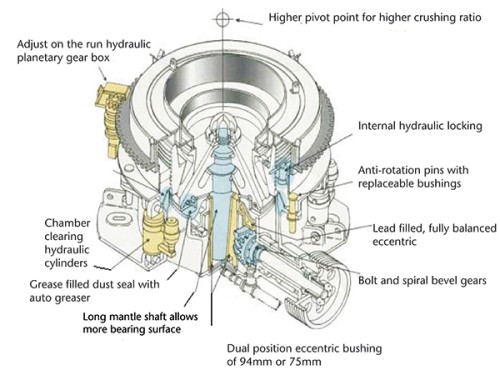 Higher pivot point for higher crushing ratio
Adjust on the run hydraulic
planetary gear box
Internal hydraulic locking
Anti-rotation pins with
replaceable bushings
Chamber
clearing
hydraulic
cylinders
Lead filled, fully balanced
eccentric
Bolt and spiral bevel gears
Grease filled dust seal with
auto greaser
Long mantle shaft allows
more bearing surface
Dual position eccentric bushing
of 94mm or 75mm